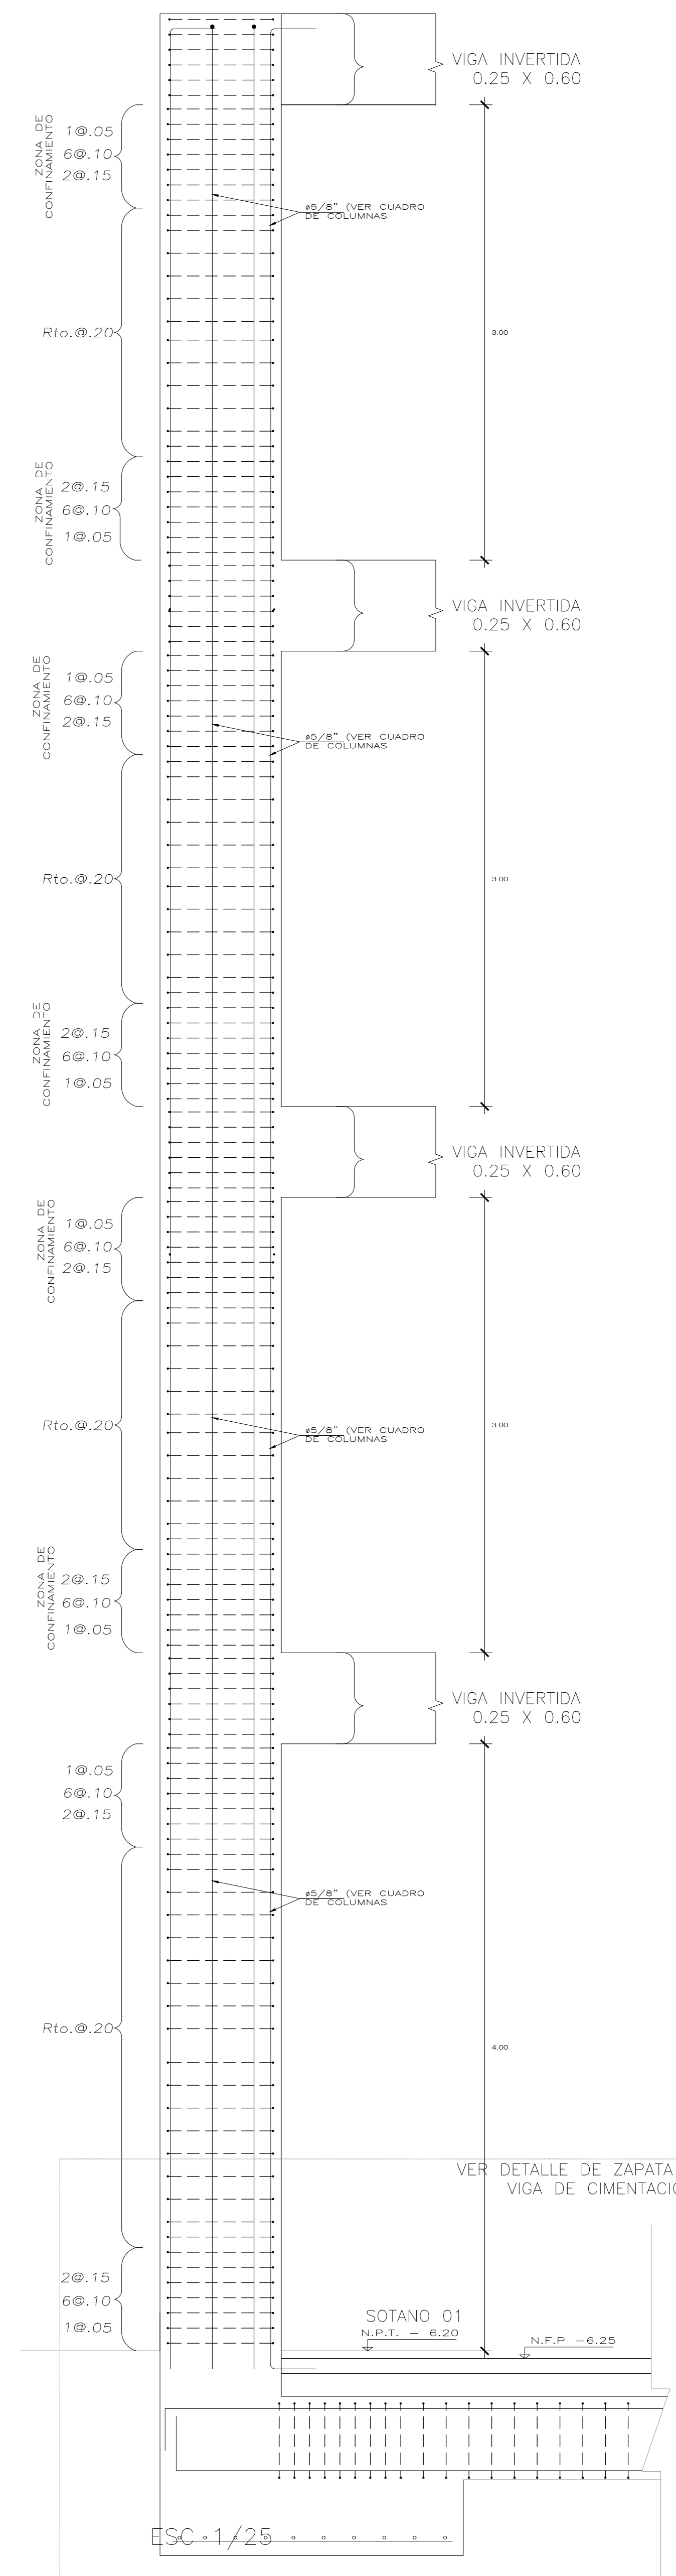 VIGA INVERTIDA
0.25 X 0.60
ZONA DE
CONFINAMIENTO
1@.05
6@.10
2@.15
ø5/8" (VER CUADRO
DE COLUMNAS
Rto.@.20
3.00
ZONA DE
CONFINAMIENTO
2@.15
6@.10
1@.05
VIGA INVERTIDA
0.25 X 0.60
ZONA DE
CONFINAMIENTO
1@.05
6@.10
2@.15
ø5/8" (VER CUADRO
DE COLUMNAS
Rto.@.20
3.00
ZONA DE
CONFINAMIENTO
2@.15
6@.10
1@.05
VIGA INVERTIDA
0.25 X 0.60
ZONA DE
CONFINAMIENTO
1@.05
6@.10
2@.15
Rto.@.20
3.00
ø5/8" (VER CUADRO
DE COLUMNAS
ZONA DE
CONFINAMIENTO
2@.15
6@.10
1@.05
VIGA INVERTIDA
0.25 X 0.60
1@.05
6@.10
2@.15
ø5/8" (VER CUADRO
DE COLUMNAS
Rto.@.20
4.00
VER DETALLE DE ZAPATA
VIGA DE CIMENTACIO
2@.15
6@.10
1@.05
SOTANO 01
N.P.T. - 6.20
N.F.P -6.25
ESC 1/25